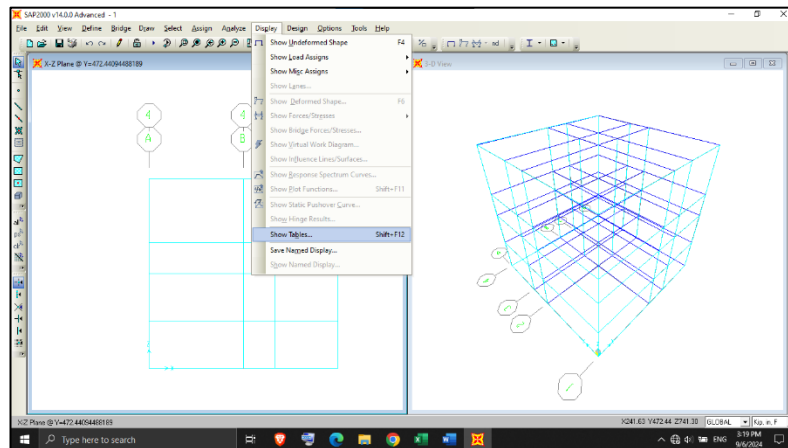 SAP2000 v14.0.0 Advanced - 1
File Edit View Define Bridge Draw Select Assign Analyze Display Design Options Tools Help
X-Z Plane @ Y=472.44094488189
3-D View
Show Undeformed Shape F4
Show Load Assigns
Show Misc Assigns
Show Lanes...
Show Deformed Shape... F6
Show Forces/Stresses
Show Bridge Forces/Stresses...
Show Virtual Work Diagram...
Show Influence Lines/Surfaces...
Show Response Spectrum Curves...
Show Plot Functions... Shift+F11
Show Static Pushover Curve...
Show Hinge Results...
Show Tables... Shift+F12
Save Named Display...
Show Named Display...
4 4
A B
X-Z Plane @ Y=472.44094488189
X241.63 Y472.44 Z741.30 GLOBAL Kip, in, F
Type here to search
ENG
3:19 PM
9/6/2024